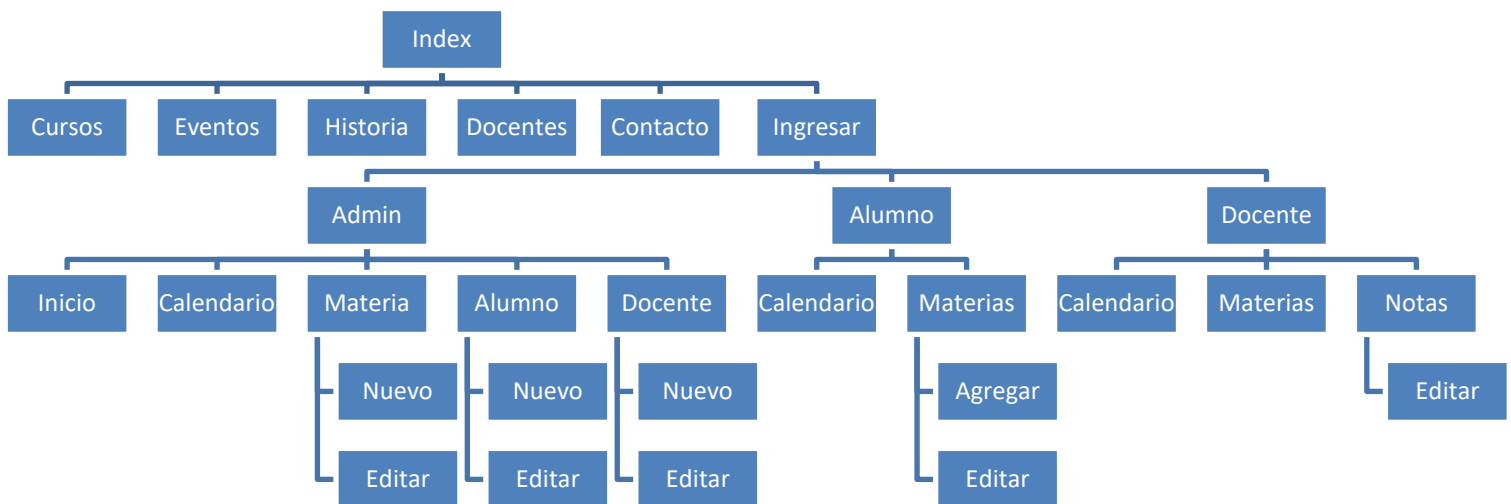 Index
Cursos
Eventos
Historia
Docentes
Contacto
Ingresar
Admin
Alumno
Docente
Inicio
Calendario
Materia
Alumno
Docente
Calendario
Materias
Calendario
Materias
Notas
Nuevo
Nuevo
Nuevo
Agregar
Editar
Editar
Editar
Editar
Editar